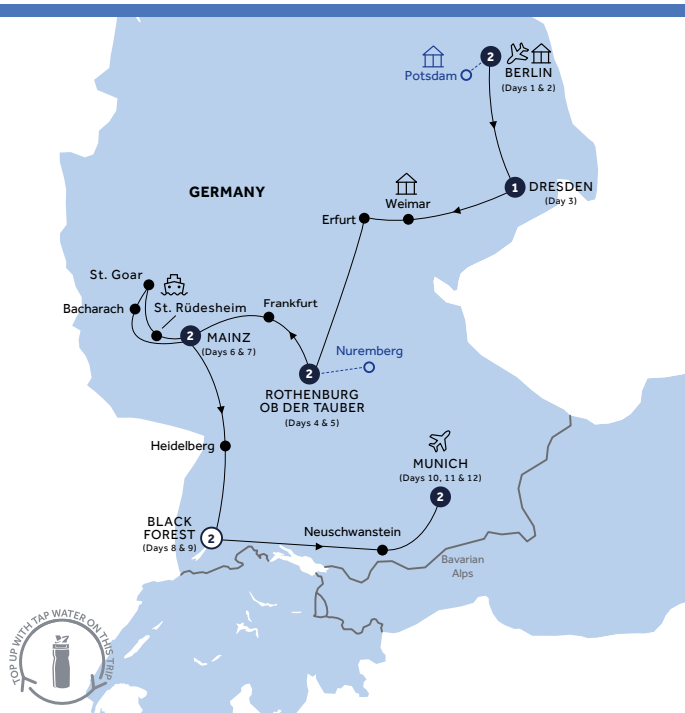 Potsdam
2
BERLIN
(Days 1 & 2)
1
DRESDEN
(Day 3)
GERMANY
Weimar
Erfurt
St. Goar
Bacharach
St. Rüdesheim
Frankfurt
2
MAINZ
(Days 6 & 7)
Nuremberg
2
ROTHENBURG
OB DER TAUBER
(Days 4 & 5)
Heidelberg
MUNICH
(Days 10, 11 & 12)
2
BLACK
FOREST
(Days 8 & 9)
2
Neuschwanstein
Bavarian
Alps
TOP UP WITH TAP WATER ON THIS TRIP